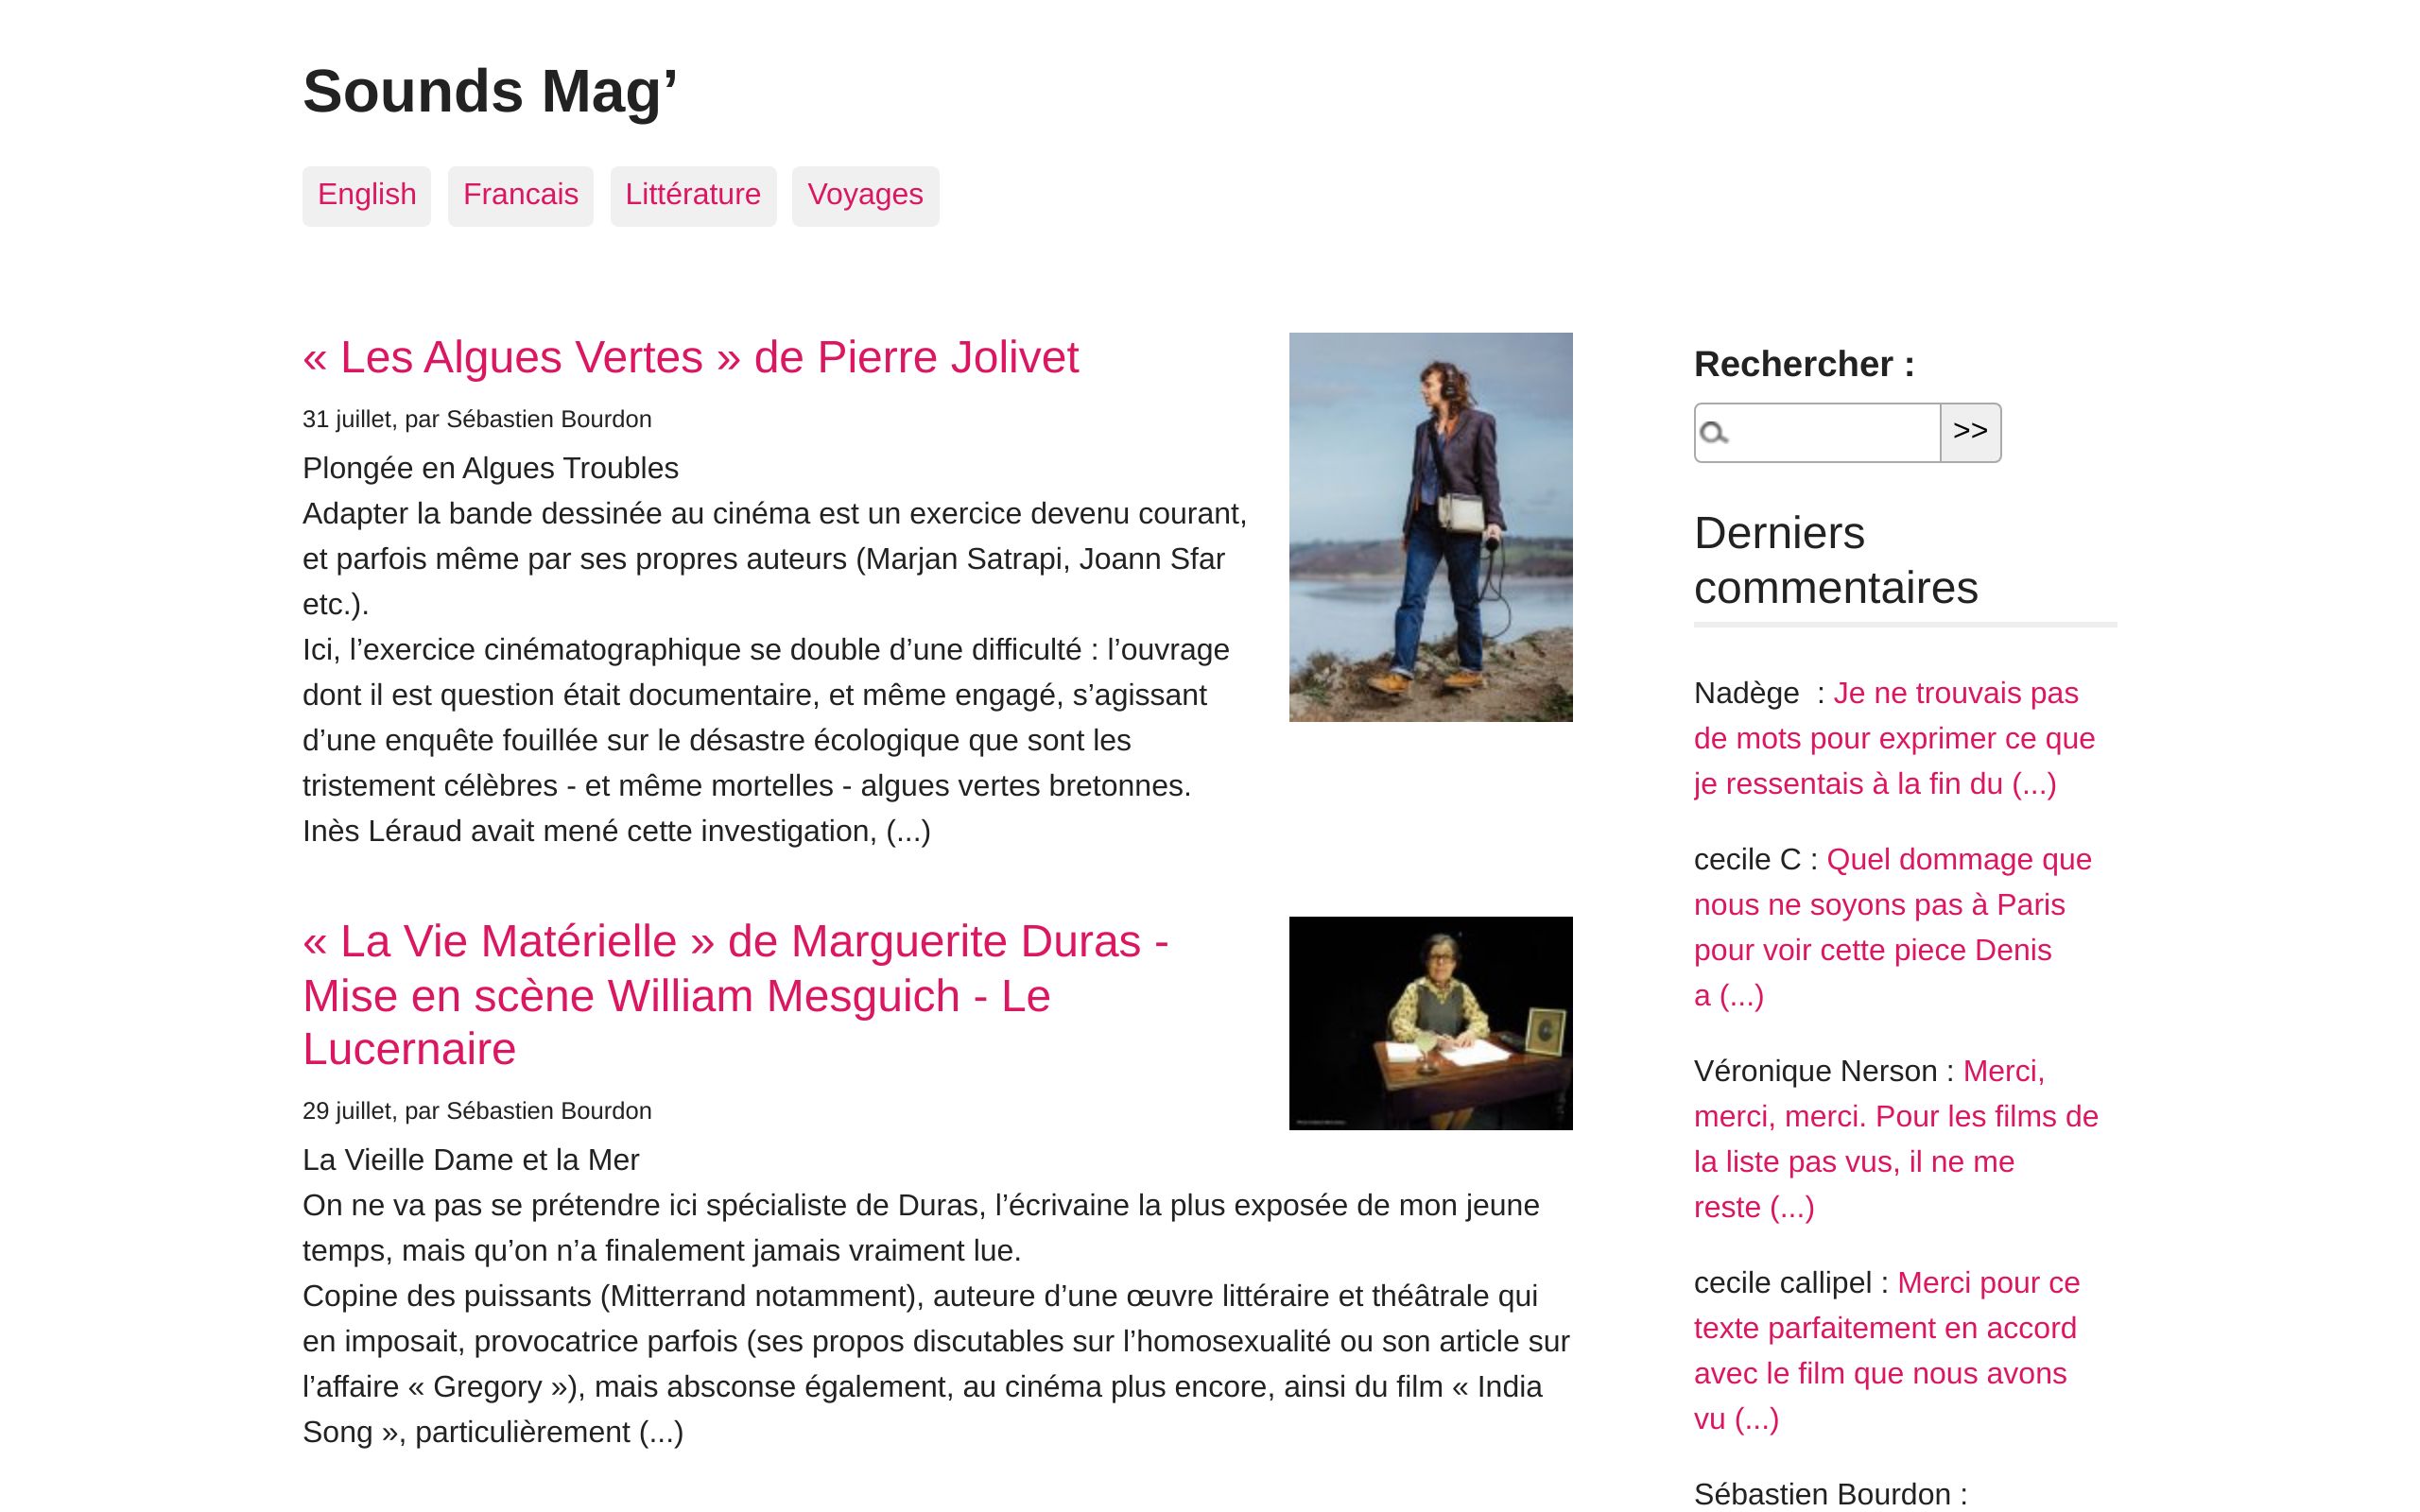 Sounds Mag’
English Francais Littérature Voyages
« Les Algues Vertes » de Pierre Jolivet
31 juillet, par Sébastien Bourdon
Plongée en Algues Troubles
Adapter la bande dessinée au cinéma est un exercice devenu courant,
et parfois même par ses propres auteurs (Marjan Satrapi, Joann Sfar
etc.).
Ici, l’exercice cinématographique se double d’une difficulté : l’ouvrage
dont il est question était documentaire, et même engagé, s’agissant
d’une enquête fouillée sur le désastre écologique que sont les
tristement célèbres - et même mortelles - algues vertes bretonnes.
Inès Léraud avait mené cette investigation, (...)
« La Vie Matérielle » de Marguerite Duras -
Mise en scène William Mesguich - Le
Lucernaire
29 juillet, par Sébastien Bourdon
La Vieille Dame et la Mer
On ne va pas se prétendre ici spécialiste de Duras, l’écrivaine la plus exposée de mon jeune
temps, mais qu’on n’a finalement jamais vraiment lue.
Copine des puissants (Mitterrand notamment), auteure d’une œuvre littéraire et théâtrale qui
en imposait, provocatrice parfois (ses propos discutables sur l’homosexualité ou son article sur
l’affaire « Gregory »), mais absconse également, au cinéma plus encore, ainsi du film « India
Song », particulièrement (...)
Rechercher :
>>
Derniers
commentaires
Nadège  : Je ne trouvais pas
de mots pour exprimer ce que
je ressentais à la fin du (...)
cecile C : Quel dommage que
nous ne soyons pas à Paris
pour voir cette piece Denis
a (...)
Véronique Nerson : Merci,
merci, merci. Pour les films de
la liste pas vus, il ne me
reste (...)
cecile callipel : Merci pour ce
texte parfaitement en accord
avec le film que nous avons
vu (...)
Sébastien Bourdon :